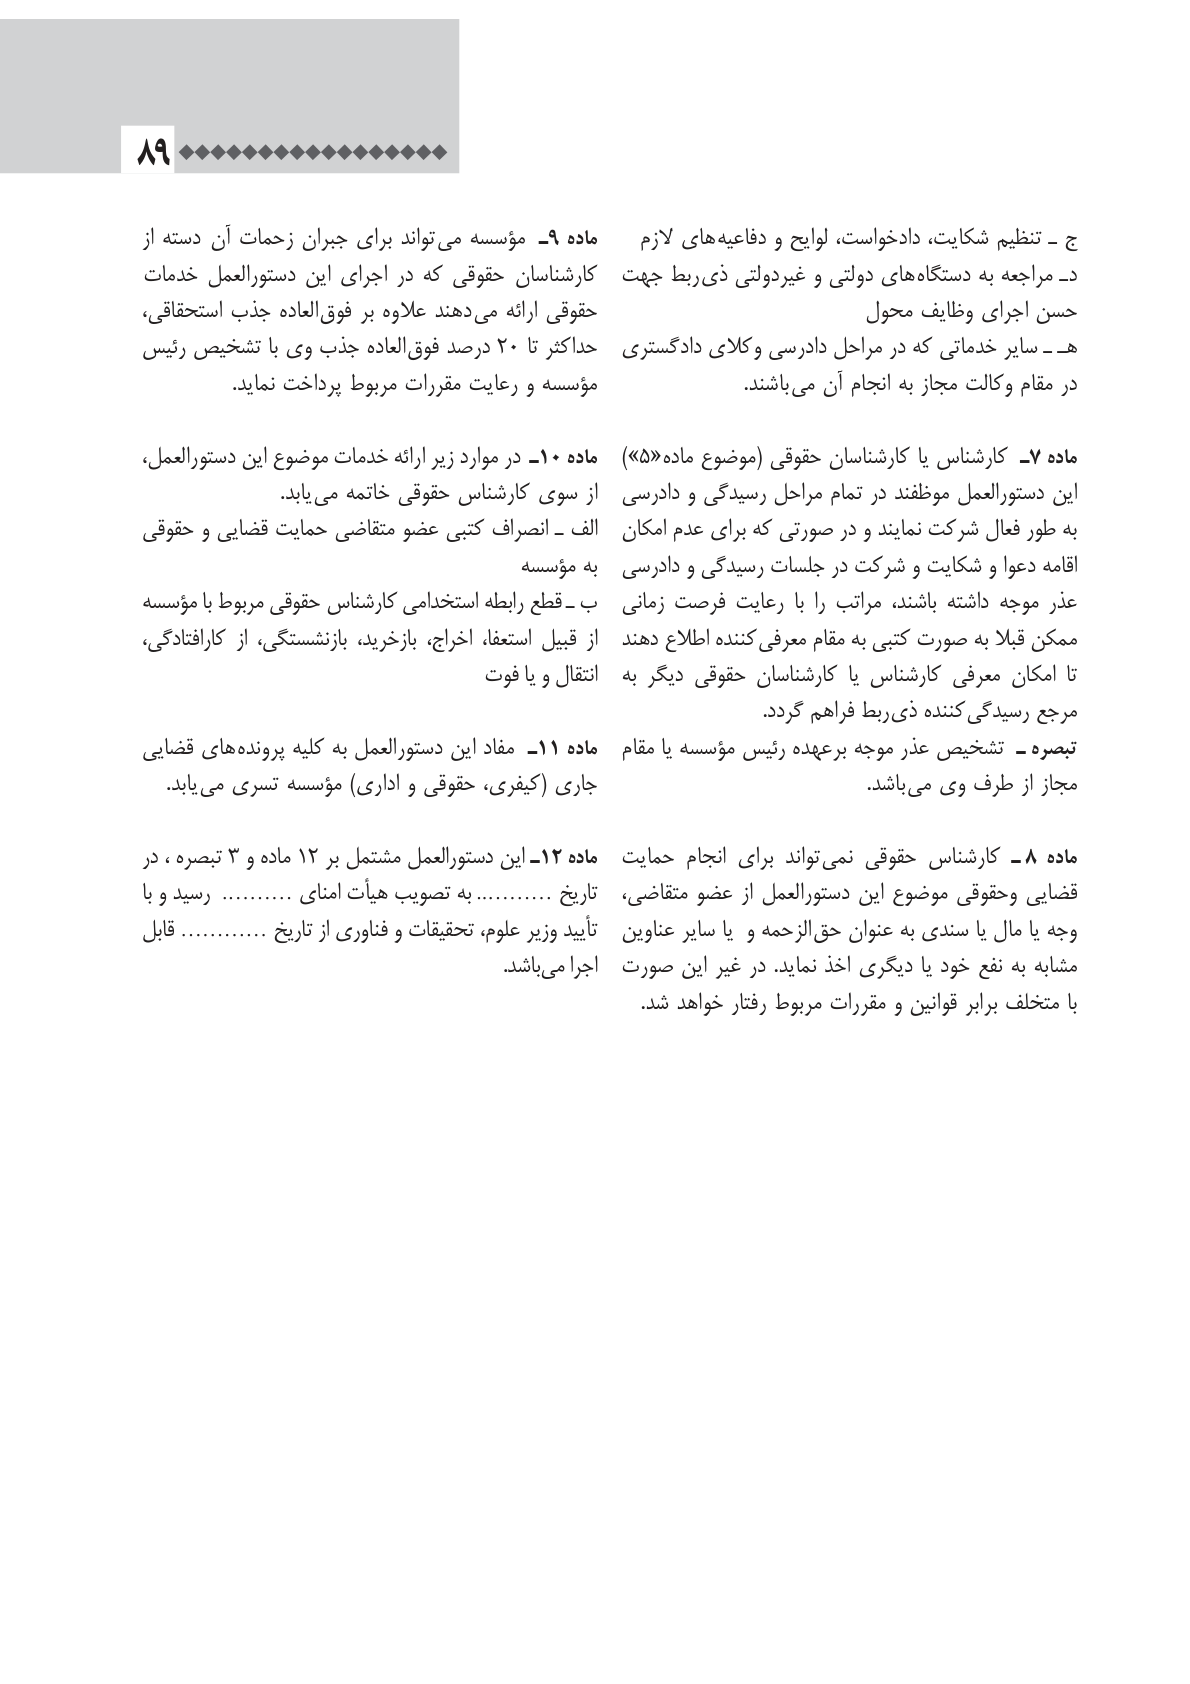 ۸۹
ج ـ تنظیم شکایت، دادخواست، لوایح و دفاعیه‌های لازم
دـ مراجعه به دستگاه‌های دولتی و غیردولتی ذی‌ربط جهت
حسن اجرای وظایف محول
هـ ـ سایر خدماتی که در مراحل دادرسی وکلای دادگستری
در مقام وکالت مجاز به انجام آن می‌باشند.
ماده ۷ـ کارشناس یا کارشناسان حقوقی (موضوع ماده«۵»)
این دستورالعمل موظفند در تمام مراحل رسیدگی و دادرسی
به طور فعال شرکت نمایند و در صورتی که برای عدم امکان
اقامه دعوا و شکایت و شرکت در جلسات رسیدگی و دادرسی
عذر موجه داشته باشند، مراتب را با رعایت فرصت زمانی
ممکن قبلا به صورت کتبی به مقام معرفی‌کننده اطلاع دهند
تا امکان معرفی کارشناس یا کارشناسان حقوقی دیگر به
مرجع رسیدگی‌کننده ذی‌ربط فراهم گردد.
تبصره ـ تشخیص عذر موجه برعهده رئیس مؤسسه یا مقام
مجاز از طرف وی می‌باشد.
ماده ۸ ـ کارشناس حقوقی نمی‌تواند برای انجام حمایت
قضایی وحقوقی موضوع این دستورالعمل از عضو متقاضی،
وجه یا مال یا سندی به عنوان حق‌الزحمه و یا سایر عناوین
مشابه به نفع خود یا دیگری اخذ نماید. در غیر این صورت
با متخلف برابر قوانین و مقررات مربوط رفتار خواهد شد.
ماده ۹ـ مؤسسه می‌تواند برای جبران زحمات آن دسته از
کارشناسان حقوقی که در اجرای این دستورالعمل خدمات
حقوقی ارائه می‌دهند علاوه بر فوق‌العاده جذب استحقاقی،
حداکثر تا ۲۰ درصد فوق‌العاده جذب وی با تشخیص رئیس
مؤسسه و رعایت مقررات مربوط پرداخت نماید.
ماده ۱۰ـ در موارد زیر ارائه خدمات موضوع این دستورالعمل،
از سوی کارشناس حقوقی خاتمه می‌یابد.
الف ـ انصراف کتبی عضو متقاضی حمایت قضایی و حقوقی
به مؤسسه
ب ـ قطع رابطه استخدامی کارشناس حقوقی مربوط با مؤسسه
از قبیل استعفا، اخراج، بازخرید، بازنشستگی، از کارافتادگی،
انتقال و یا فوت
ماده ۱۱ـ مفاد این دستورالعمل به کلیه پرونده‌های قضایی
جاری (کیفری، حقوقی و اداری) مؤسسه تسری می‌یابد.
ماده ۱۲ـ این دستورالعمل مشتمل بر ۱۲ ماده و ۳ تبصره ، در
تاریخ ........... به تصویب هیأت امنای .......... رسید و با
تأیید وزیر علوم، تحقیقات و فناوری از تاریخ ............ قابل
اجرا می‌باشد.